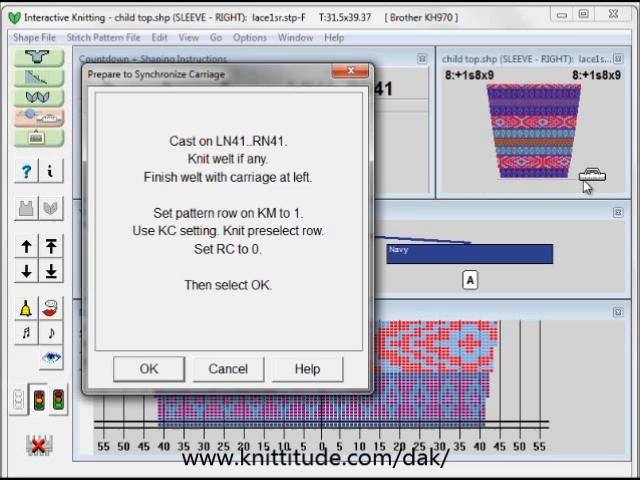 Interactive Knitting - child top.shp (SLEEVE - RIGHT): lace1sr.stp-F T:31.5x39.37 [ Brother KH970 ]
Shape File Stitch Pattern File Edit View Go Options Window Help
Countdown + Shaping Instructions
child top.shp (SLEEVE - RIGHT): lace1s...
Prepare to Synchronize Carriage
41
8:+1s8x9 8:+1s8x9
Cast on LN41..RN41.
Knit welt if any.
Finish welt with carriage at left.
Set pattern row on KM to 1.
Use KC setting. Knit preselect row.
Set RC to 0.
Then select OK.
Navy
A
OK Cancel Help
55 50 45 40 35 30 25 20 15 10 5 0 5 10 15 20 25 30 35 40 45 50 55
www.knittitude.com/dak/